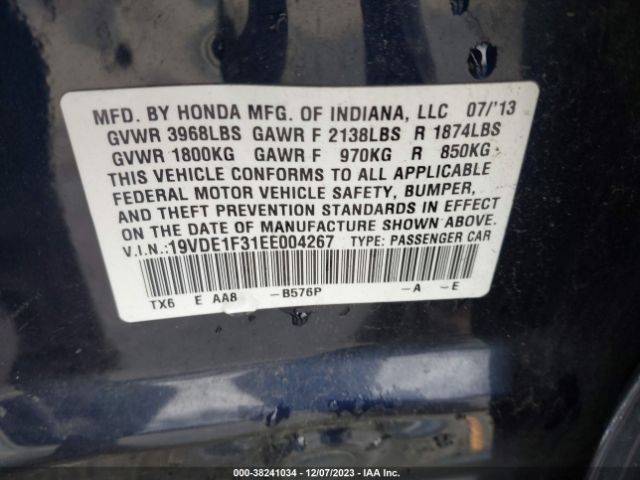 MFD. BY HONDA MFG. OF INDIANA, LLC 07/'13
GVWR 3968LBS GAWR F 2138LBS R 1874LBS
GVWR 1800KG GAWR F 970KG R 850KG
THIS VEHICLE CONFORMS TO ALL APPLICABLE
FEDERAL MOTOR VEHICLE SAFETY, BUMPER,
AND THEFT PREVENTION STANDARDS IN EFFECT
ON THE DATE OF MANUFACTURE SHOWN ABOVE.
V.I.N.:19VDE1F31EE004267 TYPE: PASSENGER CAR
TX6 E AA8 -B576P -A -E
000-38241034 - 12/07/2023 - IAA Inc.